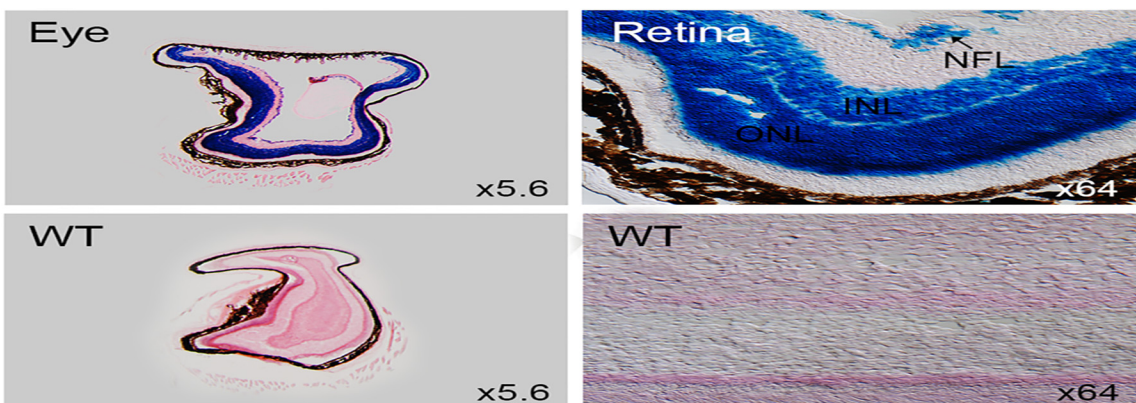 Eye
x5.6
Retina
NFL
INL
ONL
x64
WT
x5.6
WT
x64